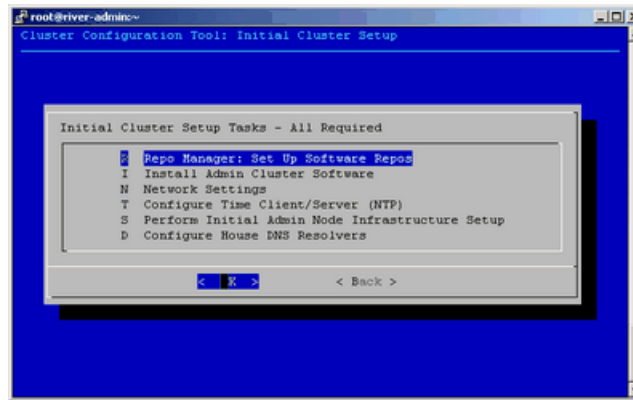 root@river-admin:~
Cluster Configuration Tool: Initial Cluster Setup
Initial Cluster Setup Tasks - All Required
R Repo Manager: Set Up Software Repos
I Install Admin Cluster Software
N Network Settings
T Configure Time Client/Server (NTP)
S Perform Initial Admin Node Infrastructure Setup
D Configure House DNS Resolvers
< K > < Back >